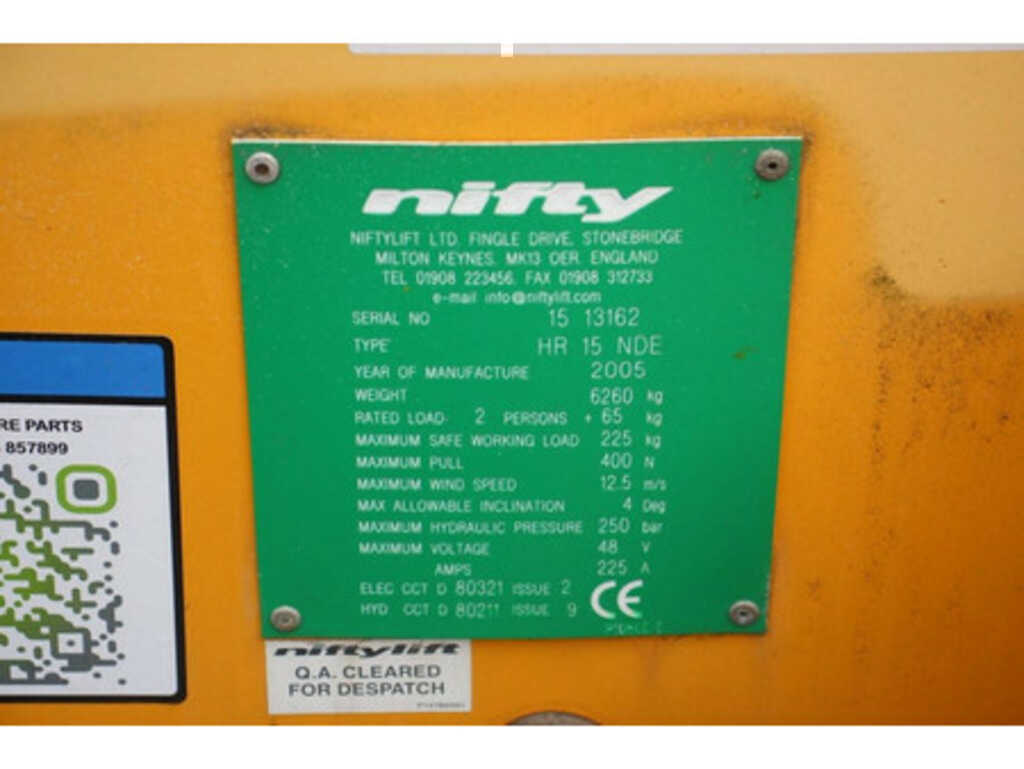 nifty
NIFTYLIFT LTD. FINGLE DRIVE, STONEBRIDGE
MILTON KEYNES, MK13 OER, ENGLAND
TEL 01908 223456, FAX 01908 312733
e-mail info@niftylift.com
SERIAL NO 15 13162
TYPE HR 15 NDE
YEAR OF MANUFACTURE 2005
WEIGHT 6260 kg
RATED LOAD- 2 PERSONS + 65 kg
MAXIMUM SAFE WORKING LOAD 225 kg
MAXIMUM PULL 400 N
MAXIMUM WIND SPEED 12.5 m/s
MAX ALLOWABLE INCLINATION 4 Deg
MAXIMUM HYDRAULIC PRESSURE 250 bar
MAXIMUM VOLTAGE 48 V
AMPS 225 A
ELEC CCT D 80321 ISSUE 2
HYD CCT D 80211 ISSUE 9
CE
RE PARTS
857899
niftylift
Q.A. CLEARED
FOR DESPATCH